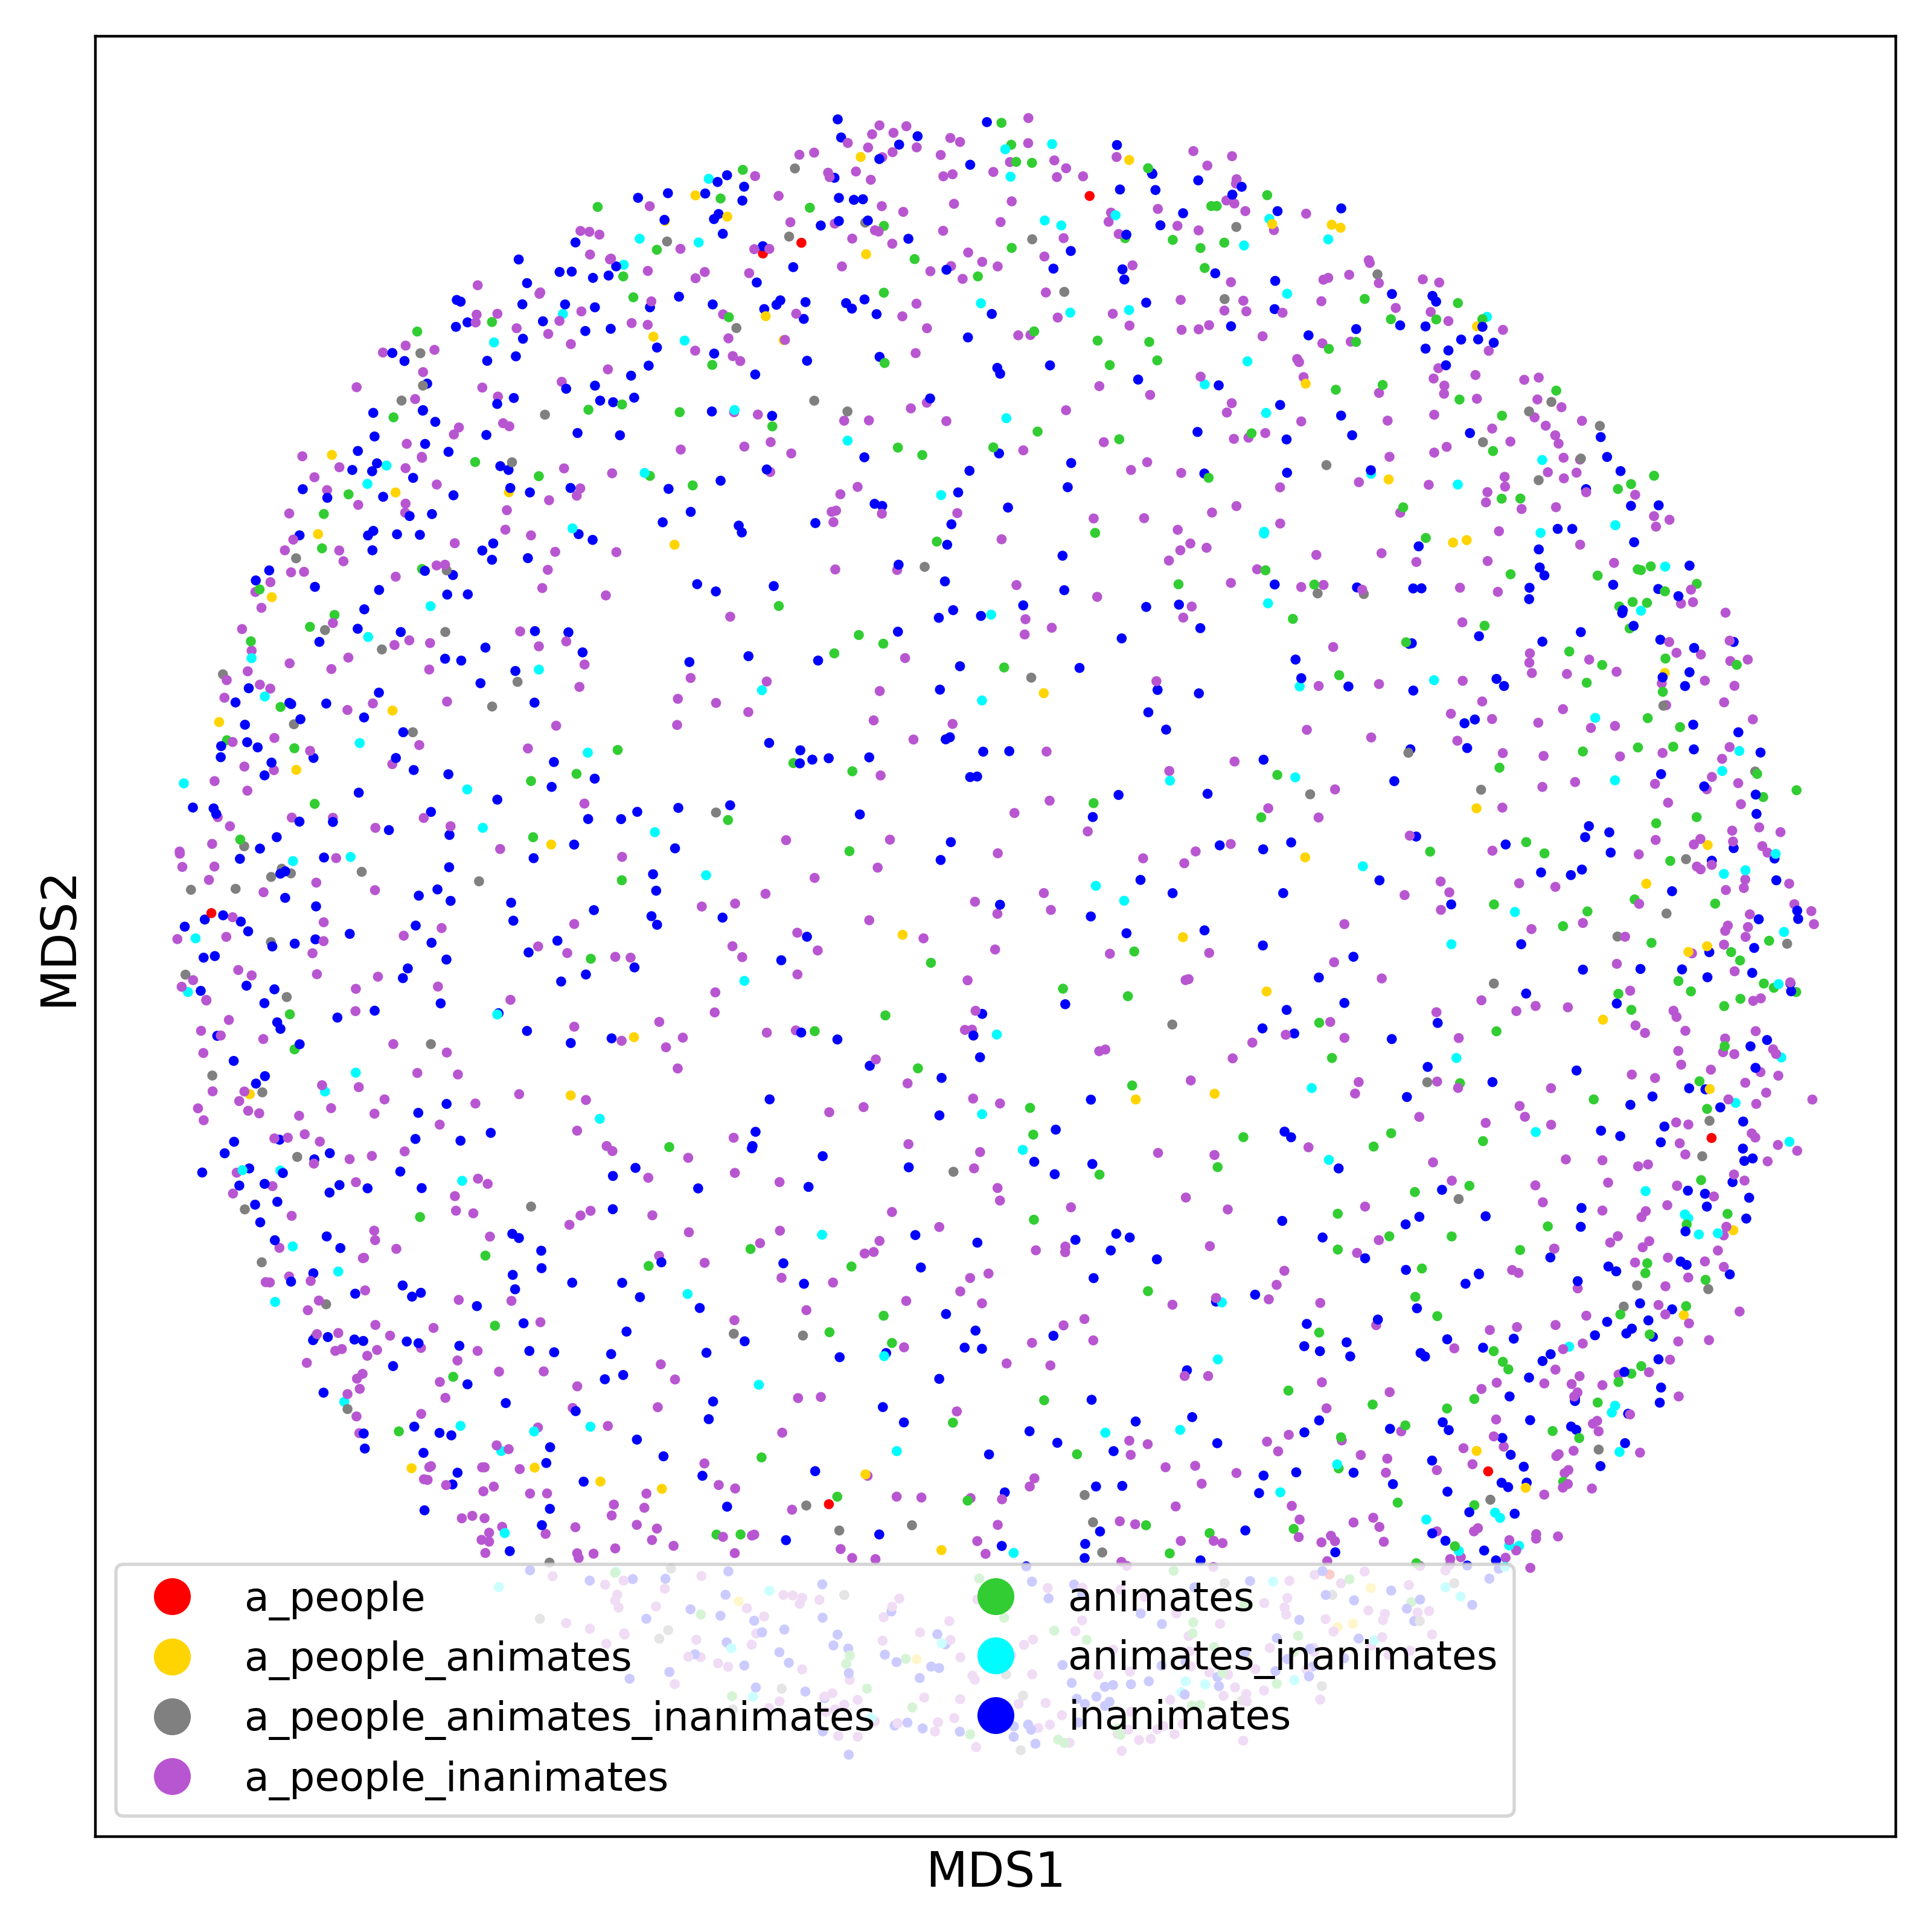 MDS2
a_people
a_people_animates
a_people_animates_inanimates
a_people_inanimates
animates
animates_inanimates
inanimates
MDS1